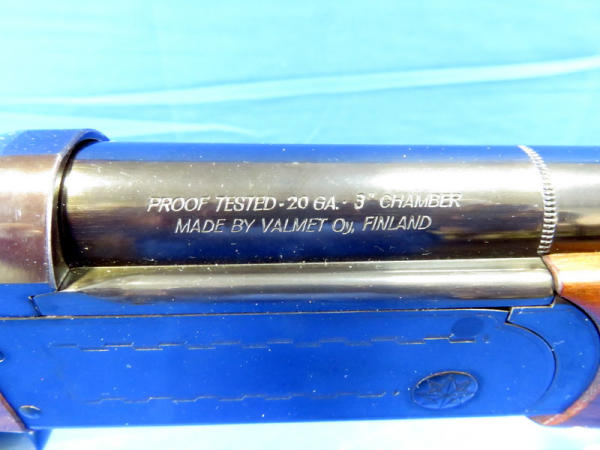 PROOF TESTED - 20 GA. - 3" CHAMBER
MADE BY VALMET Oy, FINLAND